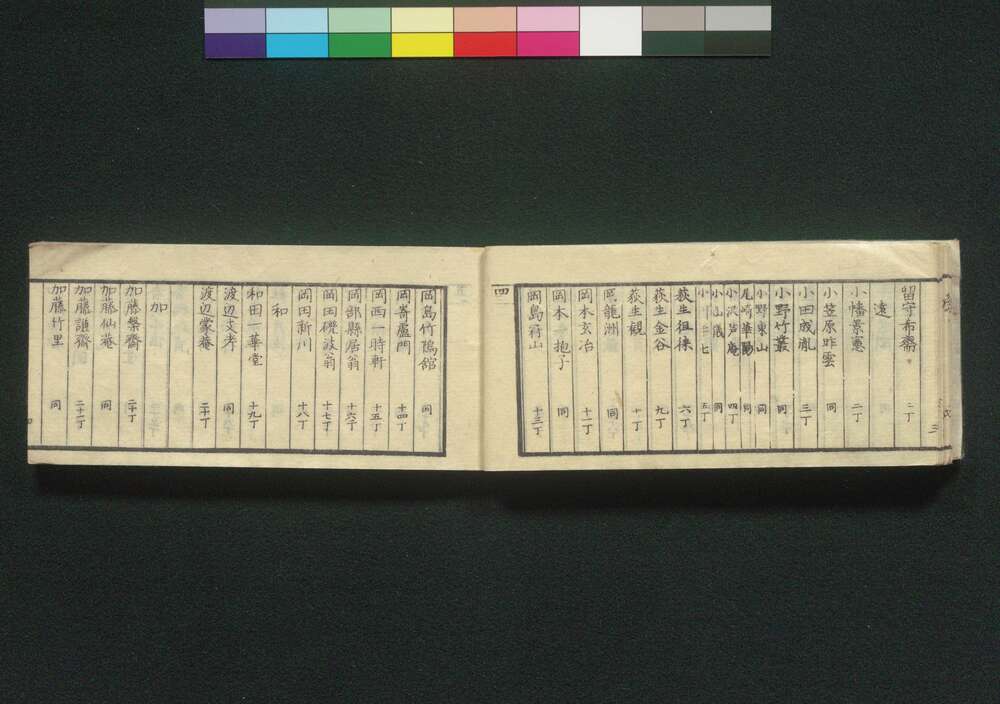 留守布斎 二丁
遠
小幡景憲 二丁
小笠原昨雲 同
小田成胤 三丁
小野竹叢 同
小野東山 同
尾崎華陽 同
小沢芦庵 四丁
小山儀 同
五丁
荻生徂徠 六丁
荻生金谷 九丁
荻生観 十丁
岡龍洲 同
岡本玄冶 十二丁
岡本一抱子 同
岡島冠山 十三丁
三
四
岡島竹塢 同
岡嵜廬門 十四丁
岡西一時軒 十五丁
岡部縣居翁 十六丁
岡田磯波翁 十七丁
岡田新川 十八丁
和
和田一華堂 十九丁
渡辺文孝 同
渡辺蒙菴 二十丁
加
加藤槃齋 二十丁
加藤仙菴 同
加藤謙齋 二十一丁
加藤竹里 同